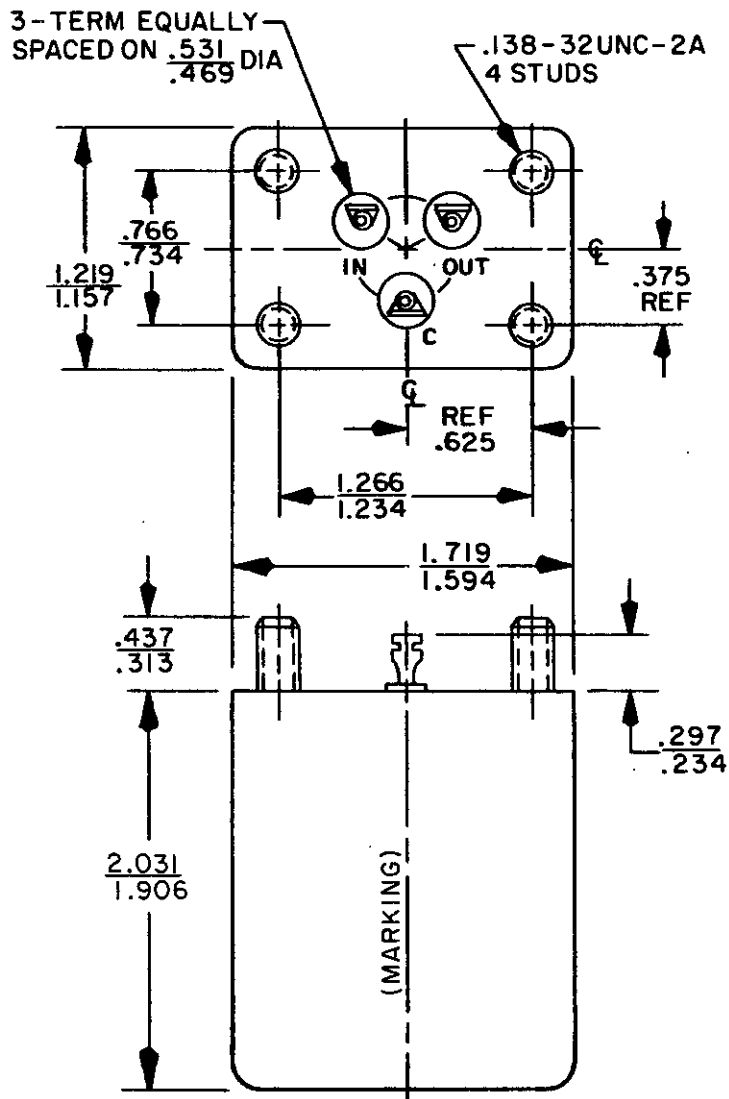 3-TERM EQUALLY
SPACED ON .531/.469 DIA
.138-32UNC-2A
4 STUDS
.766
.734
1.219
1.157
IN OUT
C
℄
.375
REF
℄
REF
.625
1.266
1.234
1.719
1.594
.437
.313
.297
.234
2.031
1.906
(MARKING)